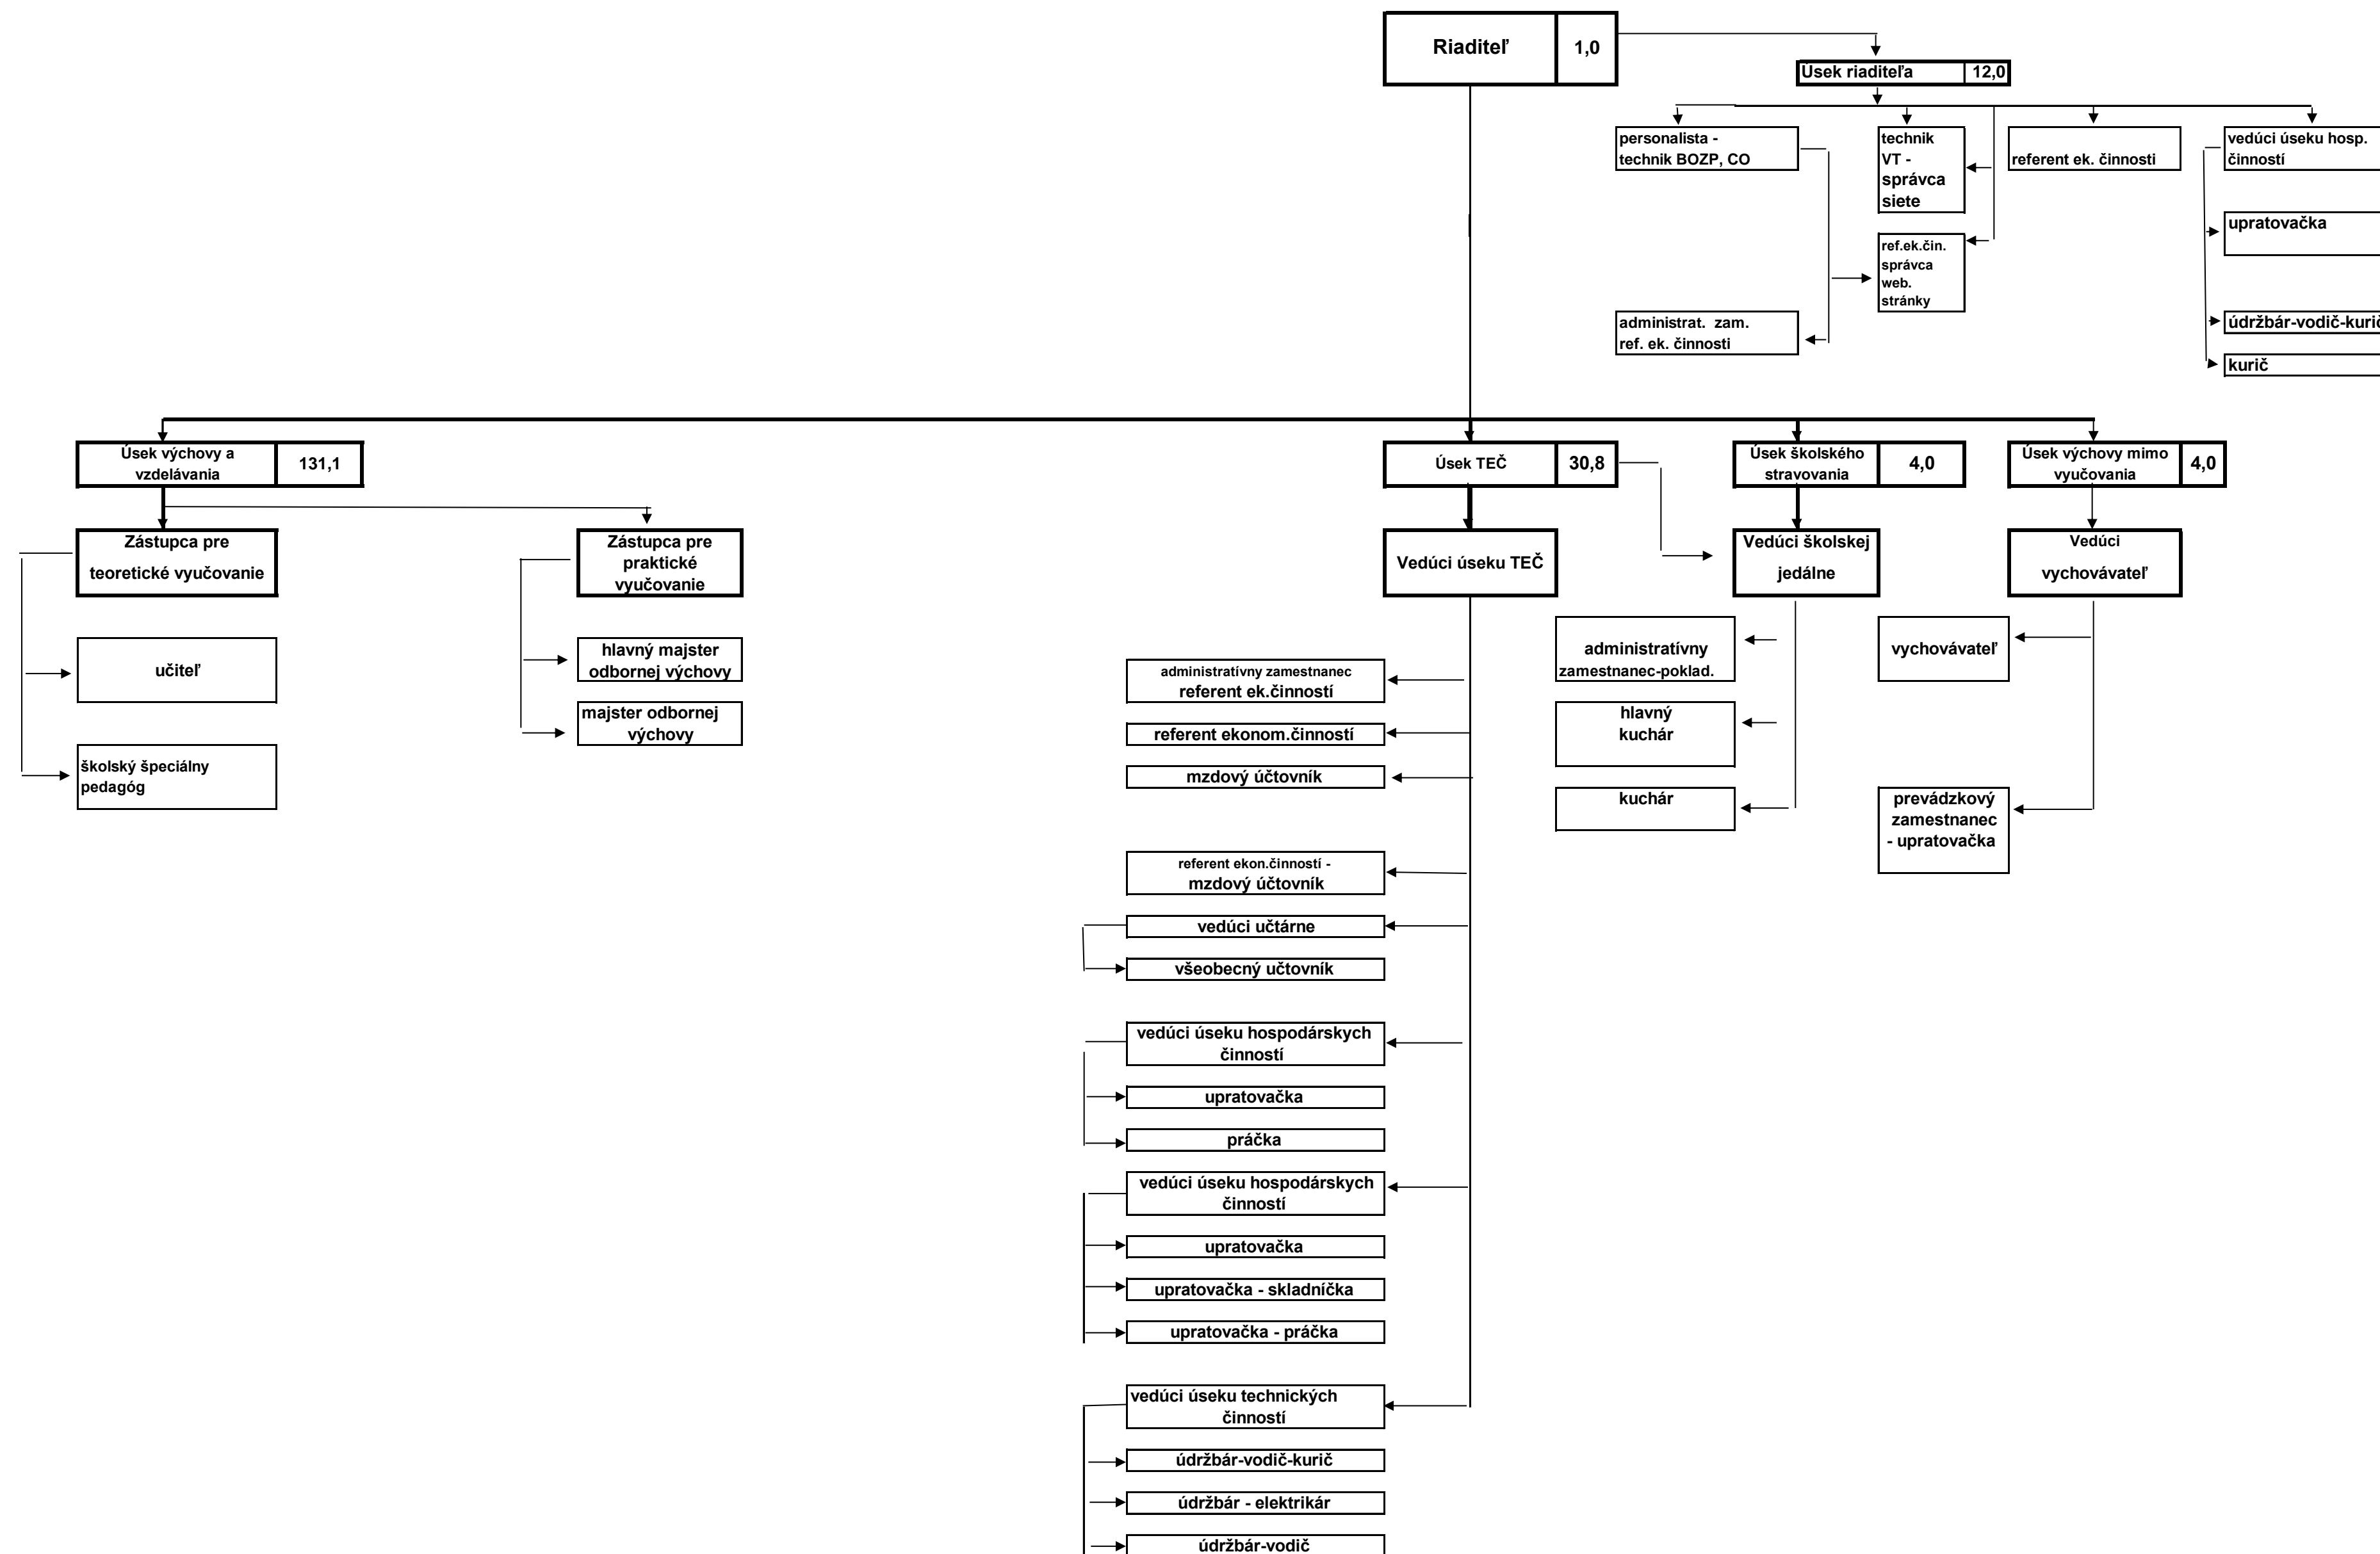 Riaditeľ 1,0
Úsek riaditeľa 12,0
personalista -
technik BOZP, CO
technik
VT -
správca
siete
referent ek. činnosti
vedúci úseku hosp.
činností
upratovačka
ref.ek.čin.
správca
web.
stránky
administrat. zam.
ref. ek. činnosti
údržbár-vodič-kurič
kurič
Úsek výchovy a
vzdelávania
131,1
Úsek TEČ 30,8
Úsek školského
stravovania
4,0
Úsek výchovy mimo
vyučovania
4,0
Zástupca pre
teoretické vyučovanie
Zástupca pre
praktické
vyučovanie
Vedúci úseku TEČ
Vedúci školskej
jedálne
Vedúci
vychovávateľ
učiteľ
školský špeciálny
pedagóg
hlavný majster
odbornej výchovy
majster odbornej
výchovy
administratívny zamestnanec
referent ek.činností
referent ekonom.činností
mzdový účtovník
referent ekon.činností -
mzdový účtovník
vedúci učtárne
všeobecný učtovník
vedúci úseku hospodárskych
činností
upratovačka
práčka
vedúci úseku hospodárskych
činností
upratovačka
upratovačka - skladníčka
upratovačka - práčka
vedúci úseku technických
činností
údržbár-vodič-kurič
údržbár - elektrikár
údržbár-vodič
administratívny
zamestnanec-poklad.
hlavný
kuchár
kuchár
vychovávateľ
prevádzkový
zamestnanec
- upratovačka